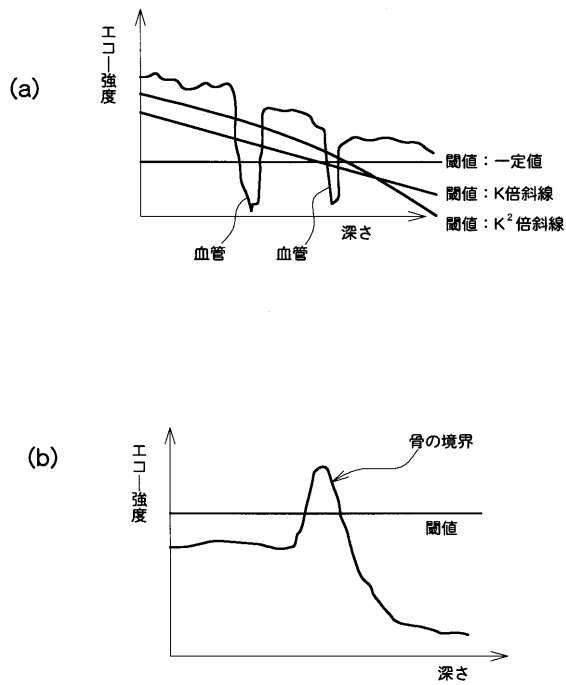 (a)
エコー強度
閾値：一定値
閾値：K倍斜線
閾値：K²倍斜線
深さ
血管
血管
(b)
エコー強度
骨の境界
閾値
深さ